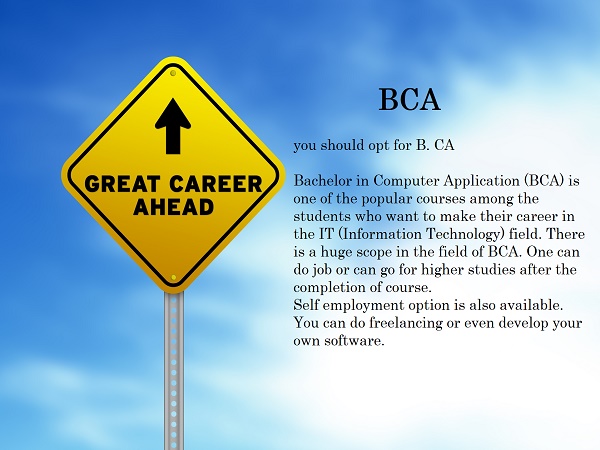 GREAT CAREER
AHEAD
BCA
you should opt for B. CA
Bachelor in Computer Application (BCA) is
one of the popular courses among the
students who want to make their career in
the IT (Information Technology) field. There
is a huge scope in the field of BCA. One can
do job or can go for higher studies after the
completion of course.
Self employment option is also available.
You can do freelancing or even develop your
own software.